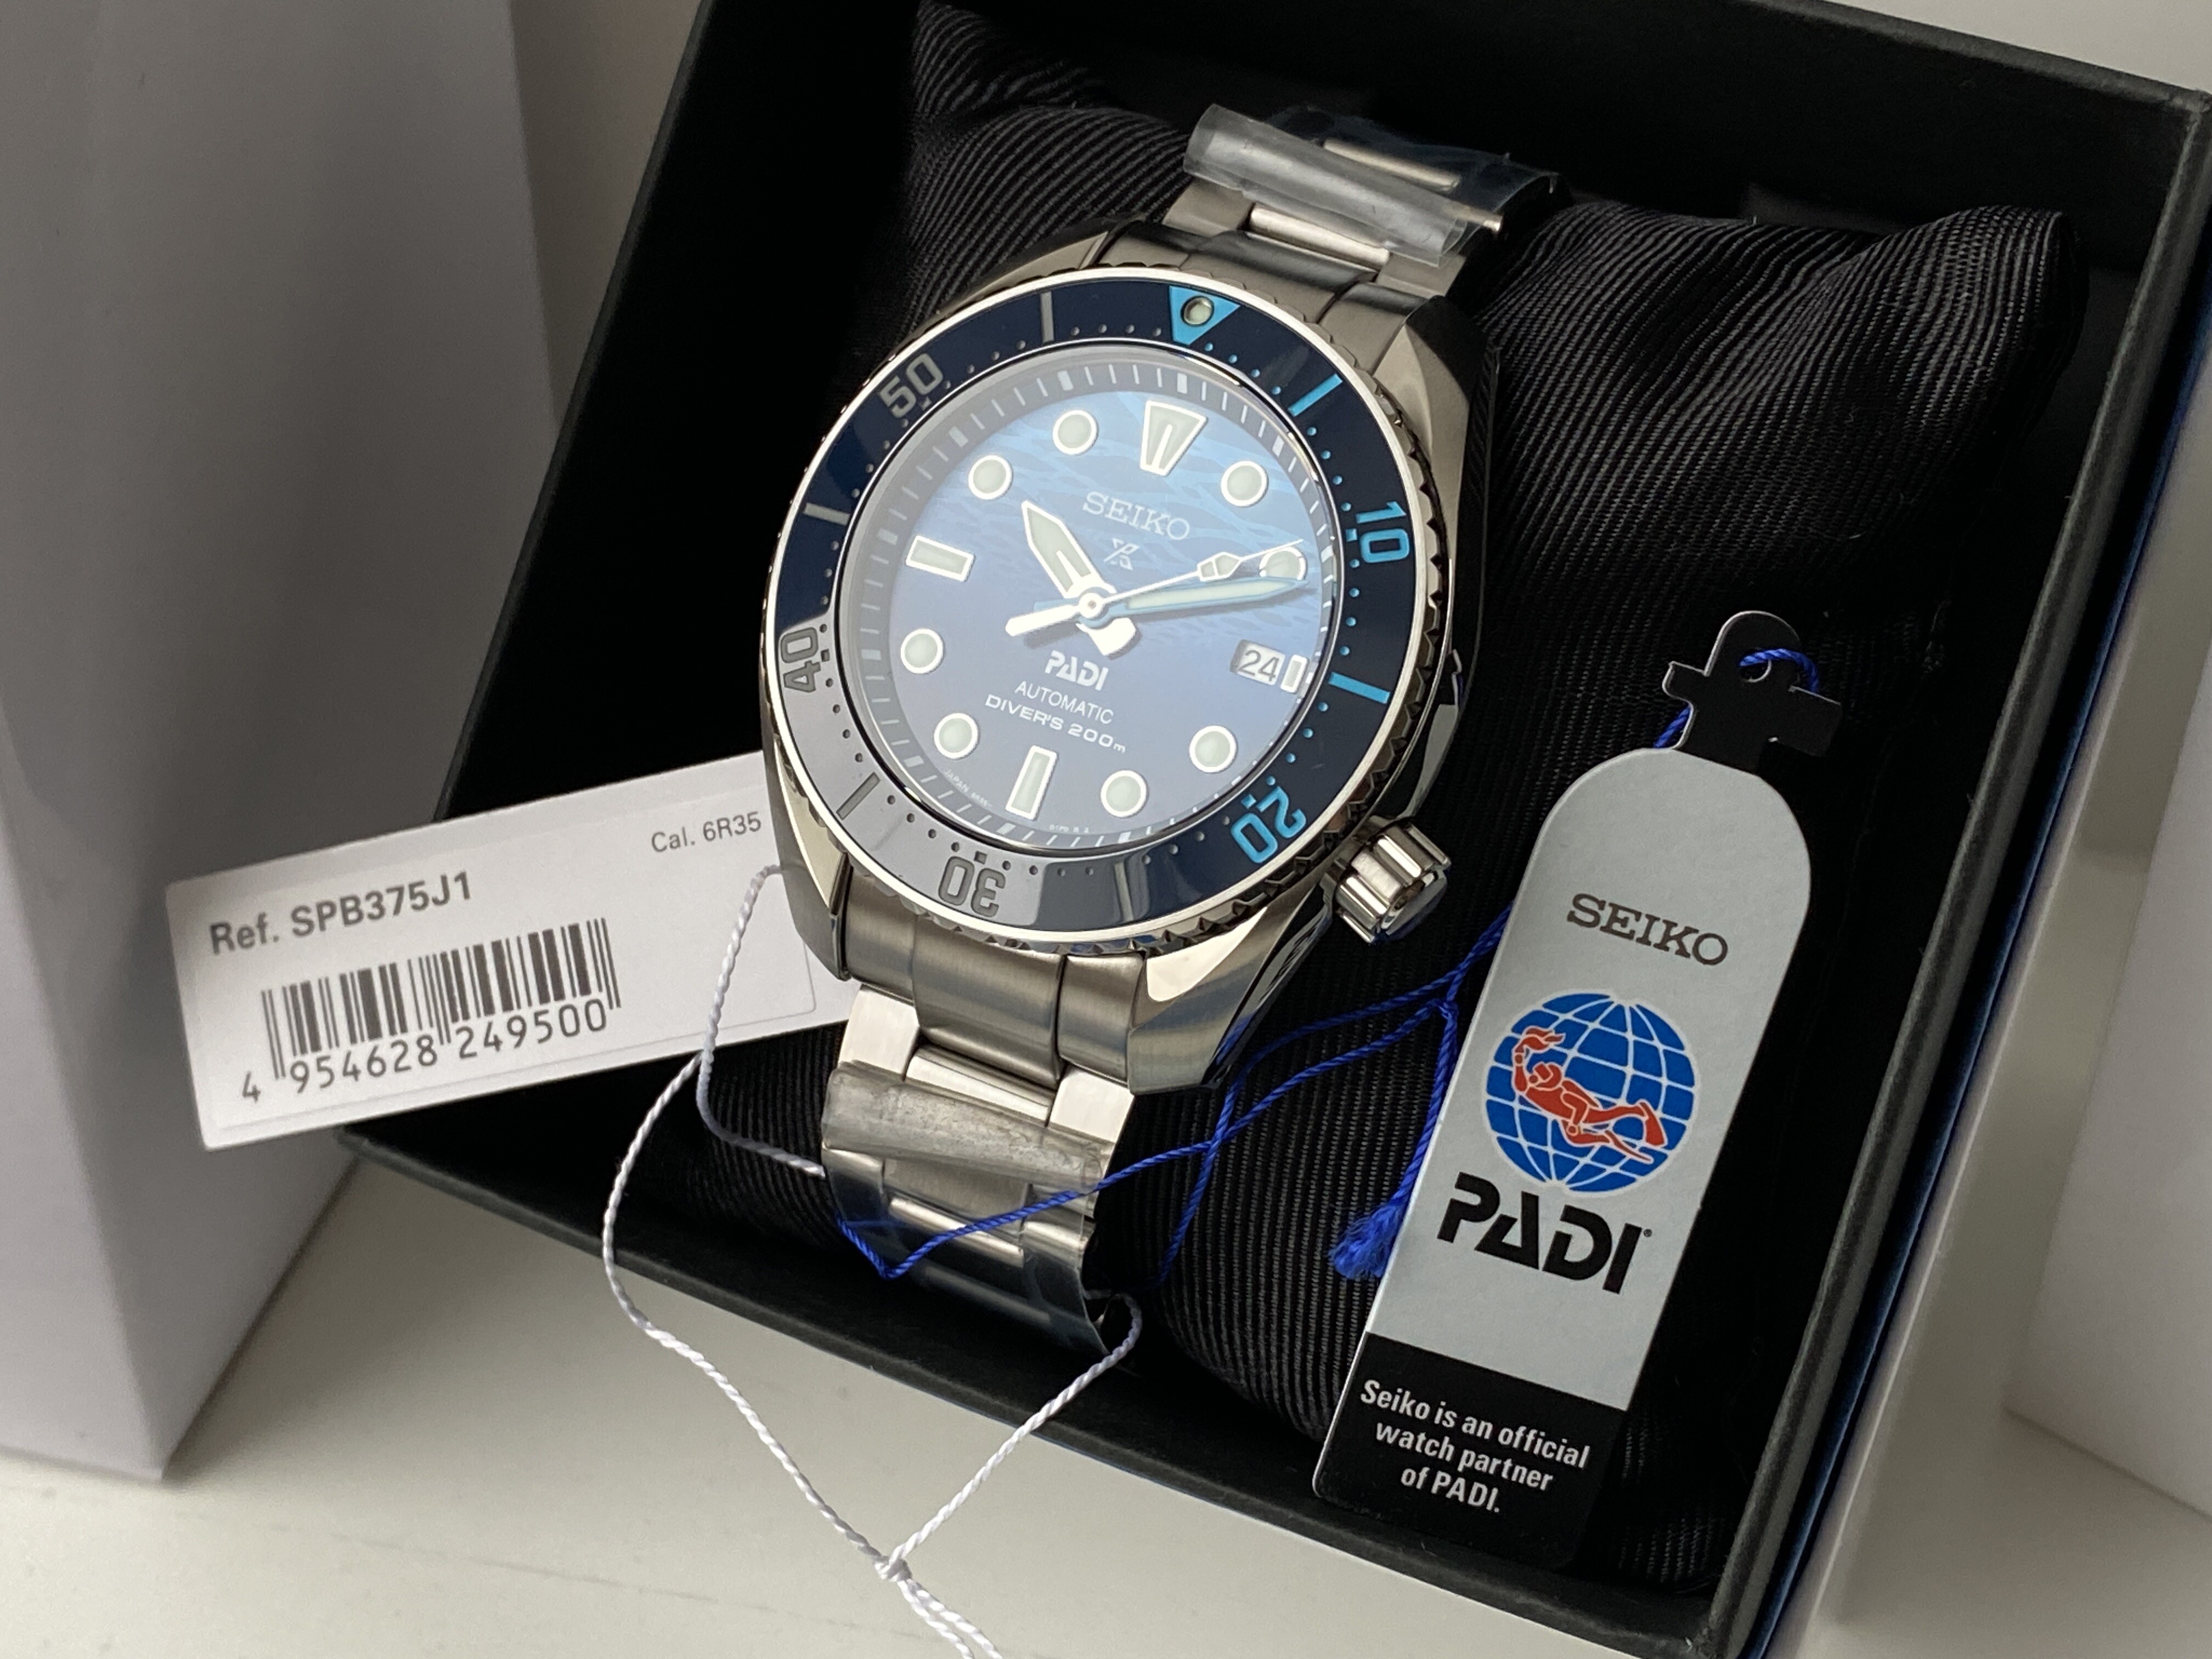 50
10
20
30
40
SEIKO
24
PADI
AUTOMATIC
DIVER'S 200m
Cal. 6R35
Ref. SPB375J1
4 954628 249500
SEIKO
PADI
Seiko is an official
watch partner
of PADI.